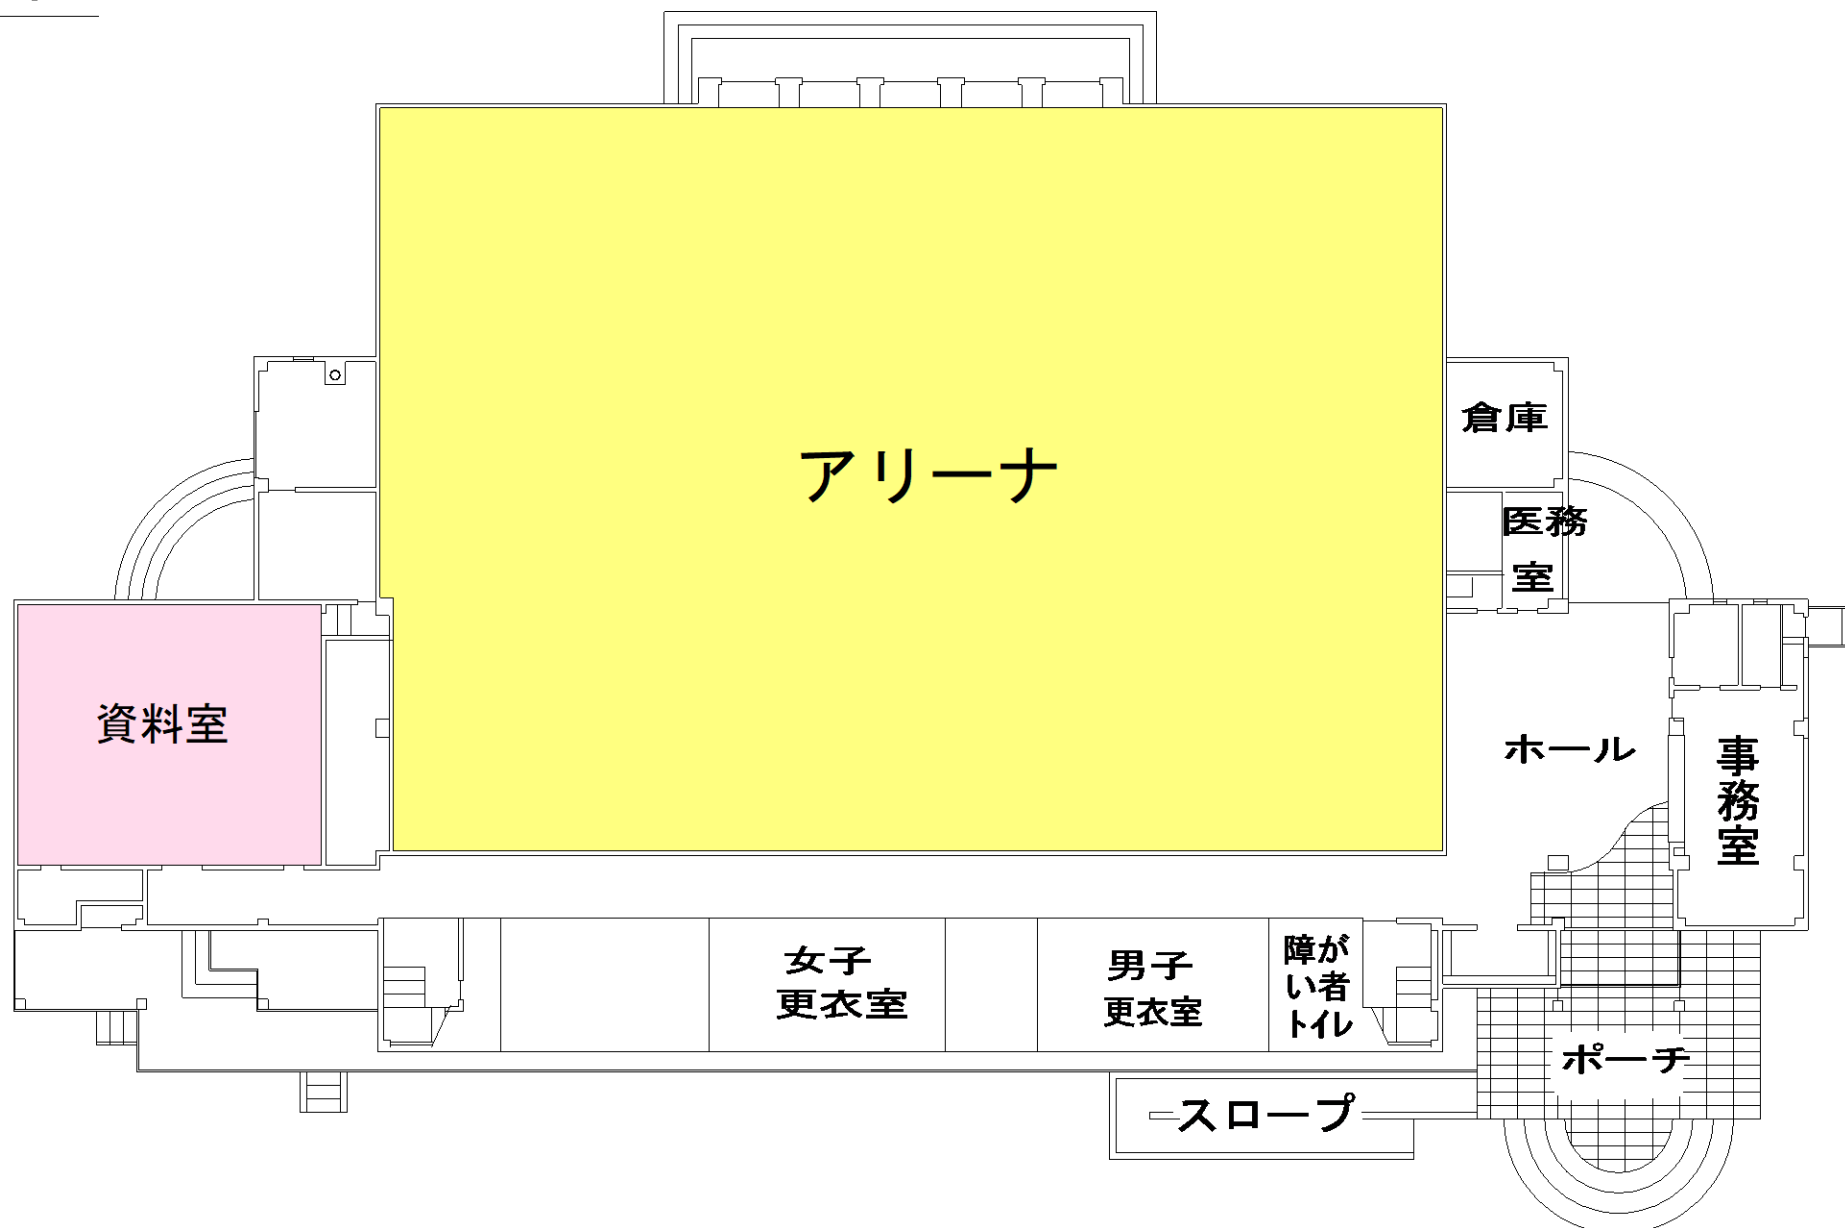 アリーナ
倉庫
医務
室
資料室
ホール
事務室
女子
更衣室
男子
更衣室
障が
い者
トイレ
ポーチ
スロープ